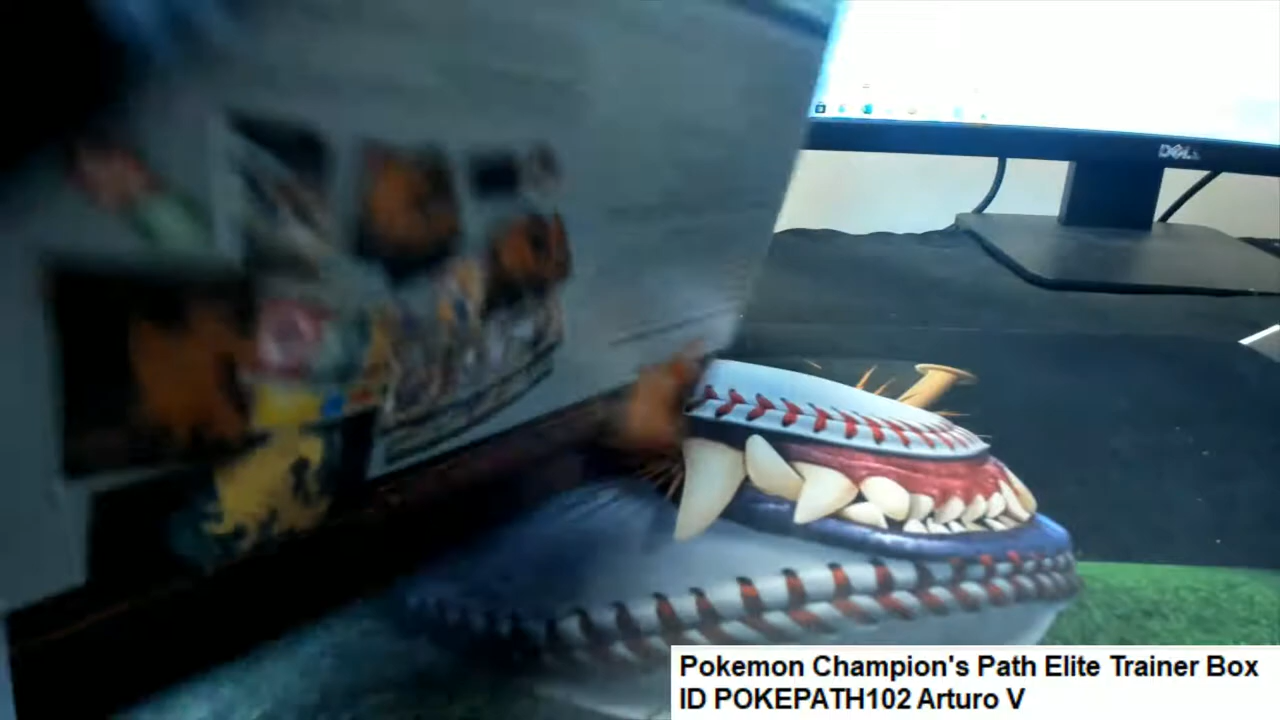 DELL
Pokemon Champion's Path Elite Trainer Box
ID POKEPATH102 Arturo V